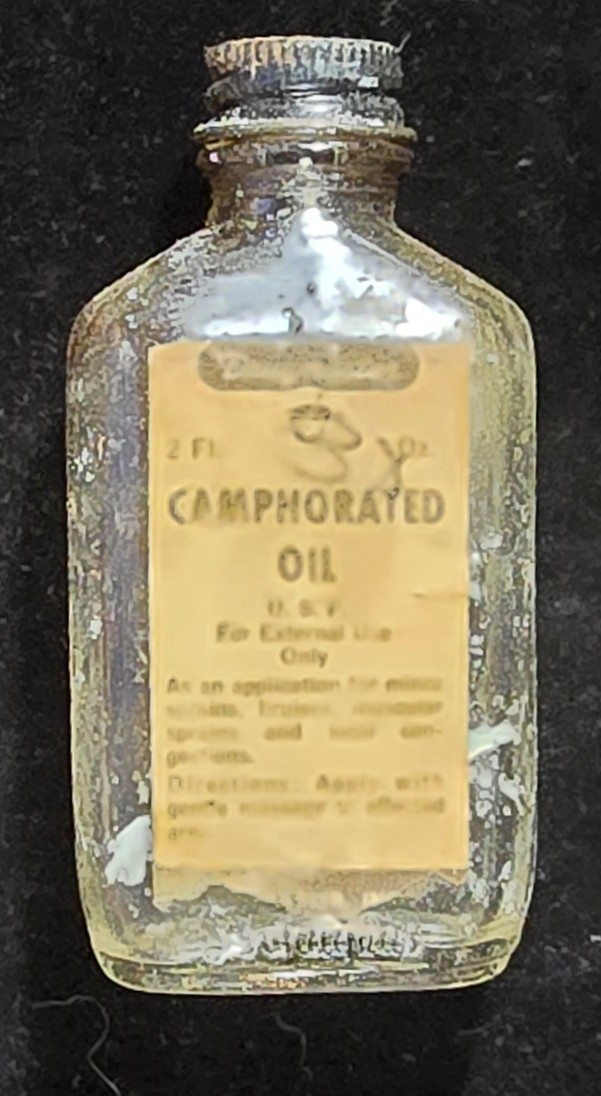 2 Fl. Oz.
CAMPHORATED
OIL
U. S. P.
For External Use
Only
As an application for minor
strains, bruises, muscular
sprains, and local con-
gestions.
Directions: Apply with
gentle massage to affected
area.